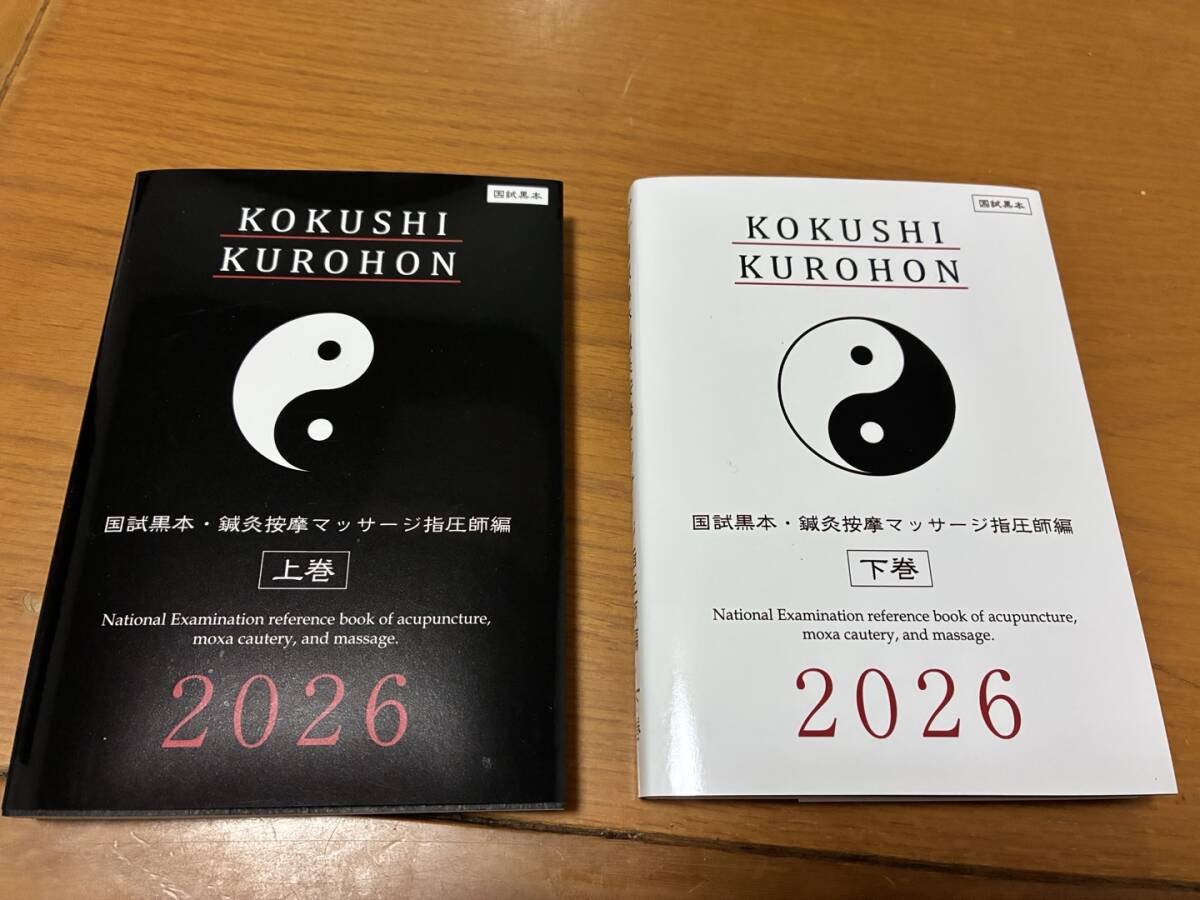 国試黒本
KOKUSHI
KUROHON
国試黒本・鍼灸按摩マッサージ指圧師編
上巻
National Examination reference book of acupuncture,
moxa cautery, and massage.
2026
国試黒本
KOKUSHI
KUROHON
国試黒本・鍼灸按摩マッサージ指圧師編
下巻
National Examination reference book of acupuncture,
moxa cautery, and massage.
2026